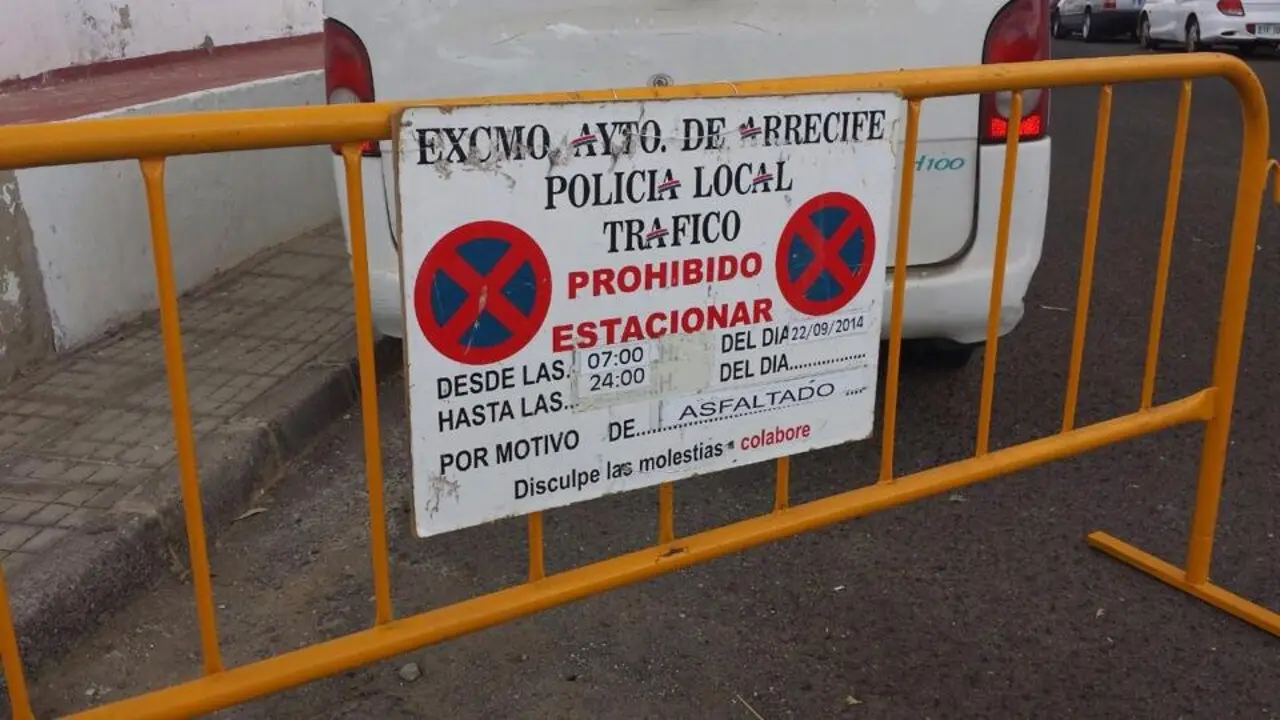 EXCMO. AYTO. DE ARRECIFE
POLICIA LOCAL
TRAFICO
PROHIBIDO
ESTACIONAR
DESDE LAS. 07:00 DEL DIA 22/09/2014
HASTA LAS... 24:00 DEL DIA...............
POR MOTIVO DE......... ASFALTADO ....
Disculpe las molestias - colabore
H100